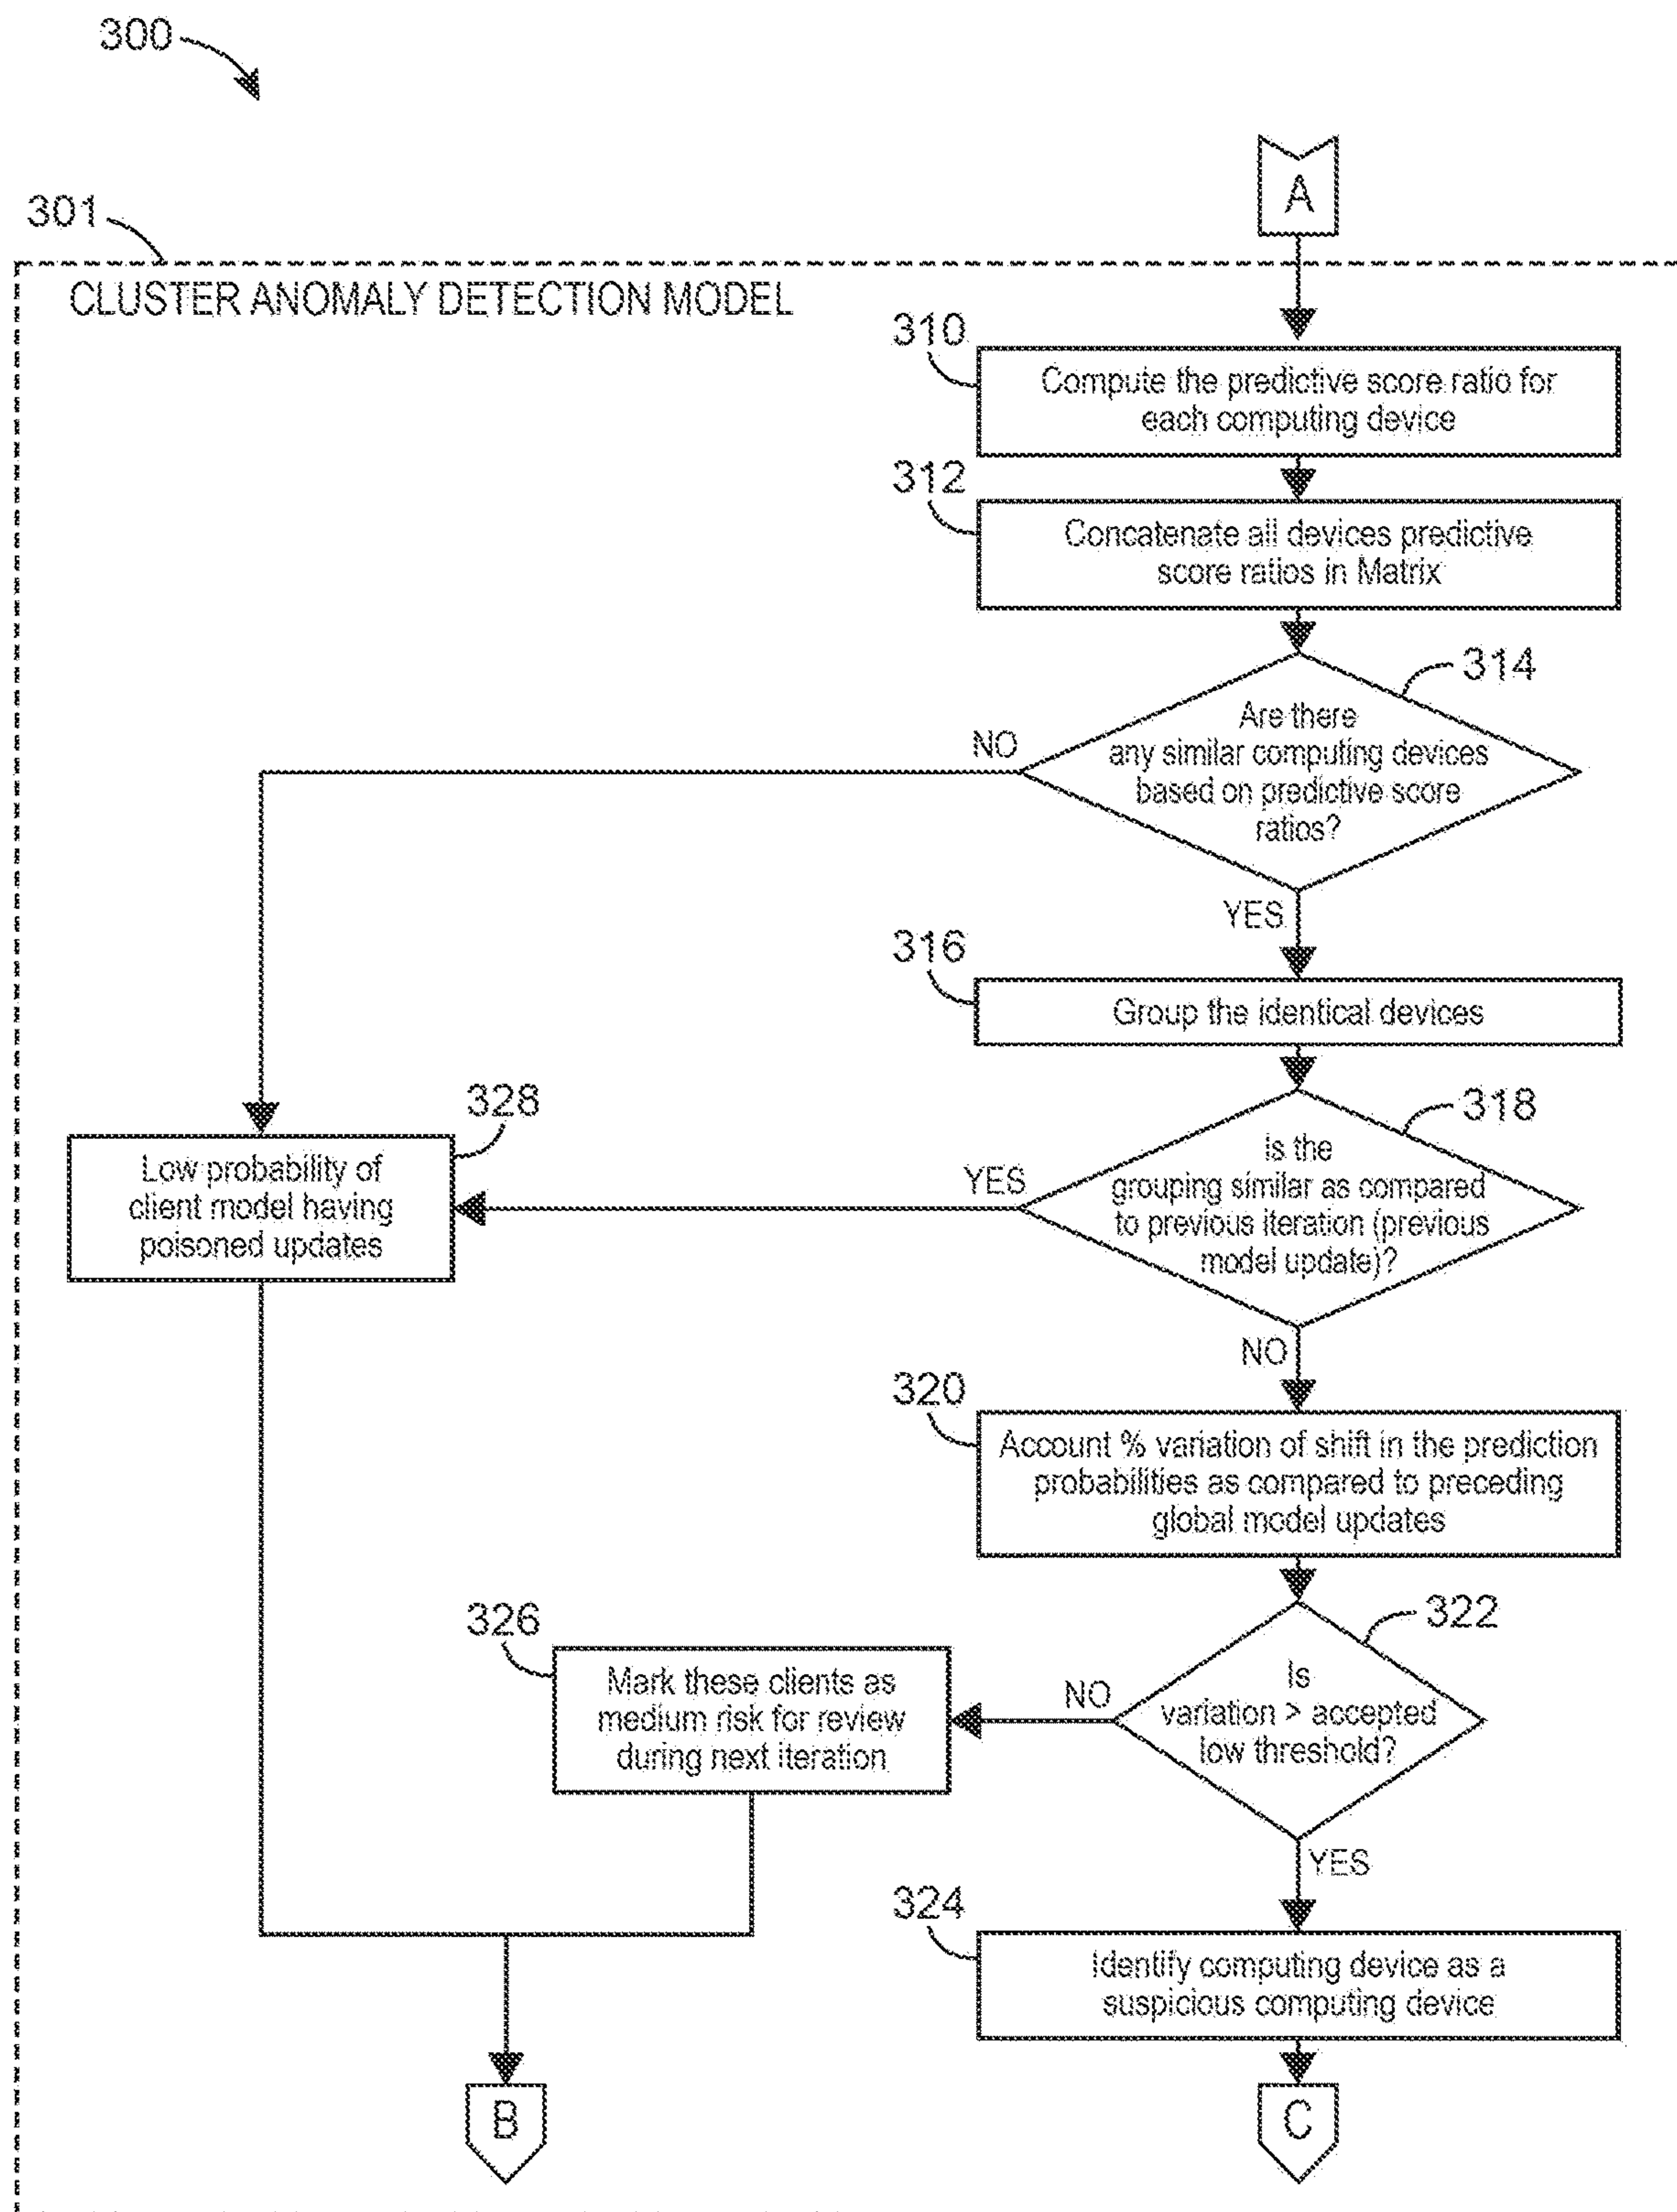 300
A
301
CLUSTER ANOMALY DETECTION MODEL
310
Compute the predictive score ratio for
each computing device
312
Concatenate all devices predictive
score ratios in Matrix
314
Are there
any similar computing devices
based on predictive score
ratios?
NO
YES
316
Group the identical devices
318
Is the
grouping similar as compared
to previous iteration (previous
model update)?
YES
NO
328
Low probability of
client model having
poisoned updates
320
Account % variation of shift in the prediction
probabilities as compared to preceding
global model updates
322
Is
variation > accepted
low threshold?
NO
YES
326
Mark these clients as
medium risk for review
during next iteration
324
Identify computing device as a
suspicious computing device
B
C